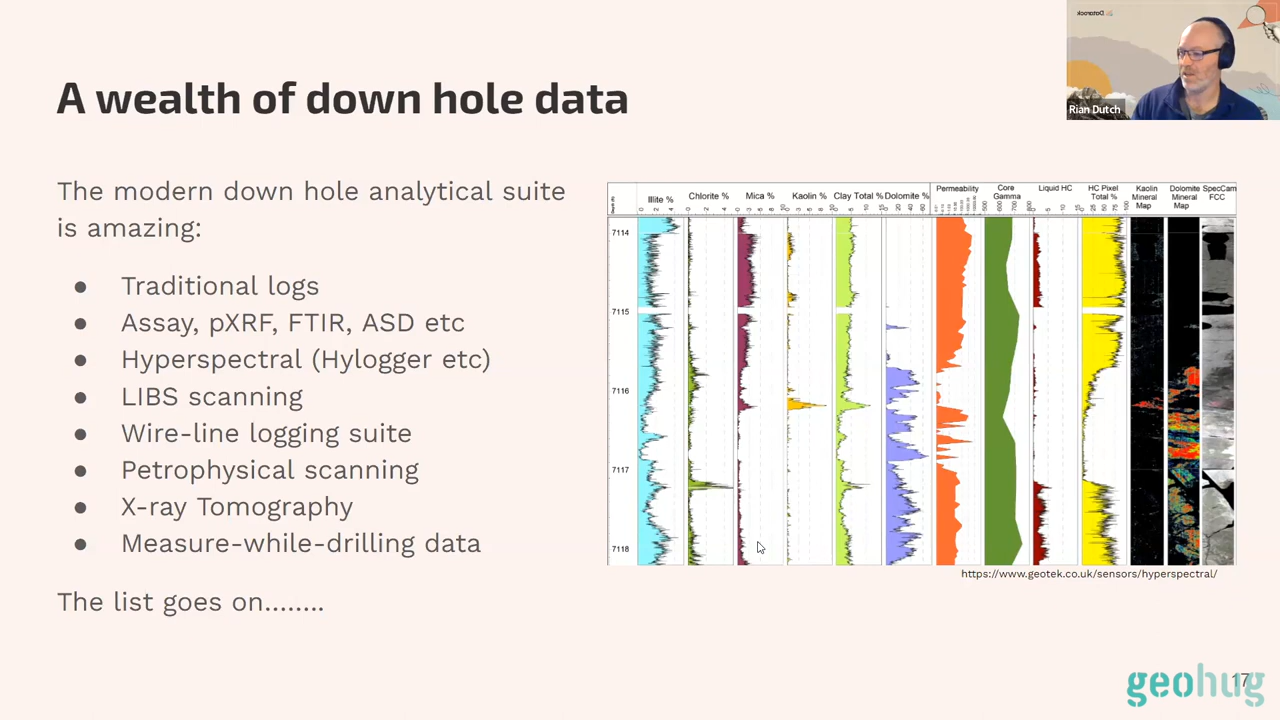 A wealth of down hole data
Rian Dutch
The modern down hole analytical suite
is amazing:
● Traditional logs
● Assay, pXRF, FTIR, ASD etc
● Hyperspectral (Hylogger etc)
● LIBS scanning
● Wire-line logging suite
● Petrophysical scanning
● X-ray Tomography
● Measure-while-drilling data
The list goes on........
Illite % Chlorite % Mica % Kaolin % Clay Total % Dolomite % Permeability Core Gamma Liquid HC HC Pixel Total % Kaolin Mineral Map Dolomite Mineral Map SpecCam FCC
7114
7115
7116
7117
7118
https://www.geotek.co.uk/sensors/hyperspectral/
geohug
17